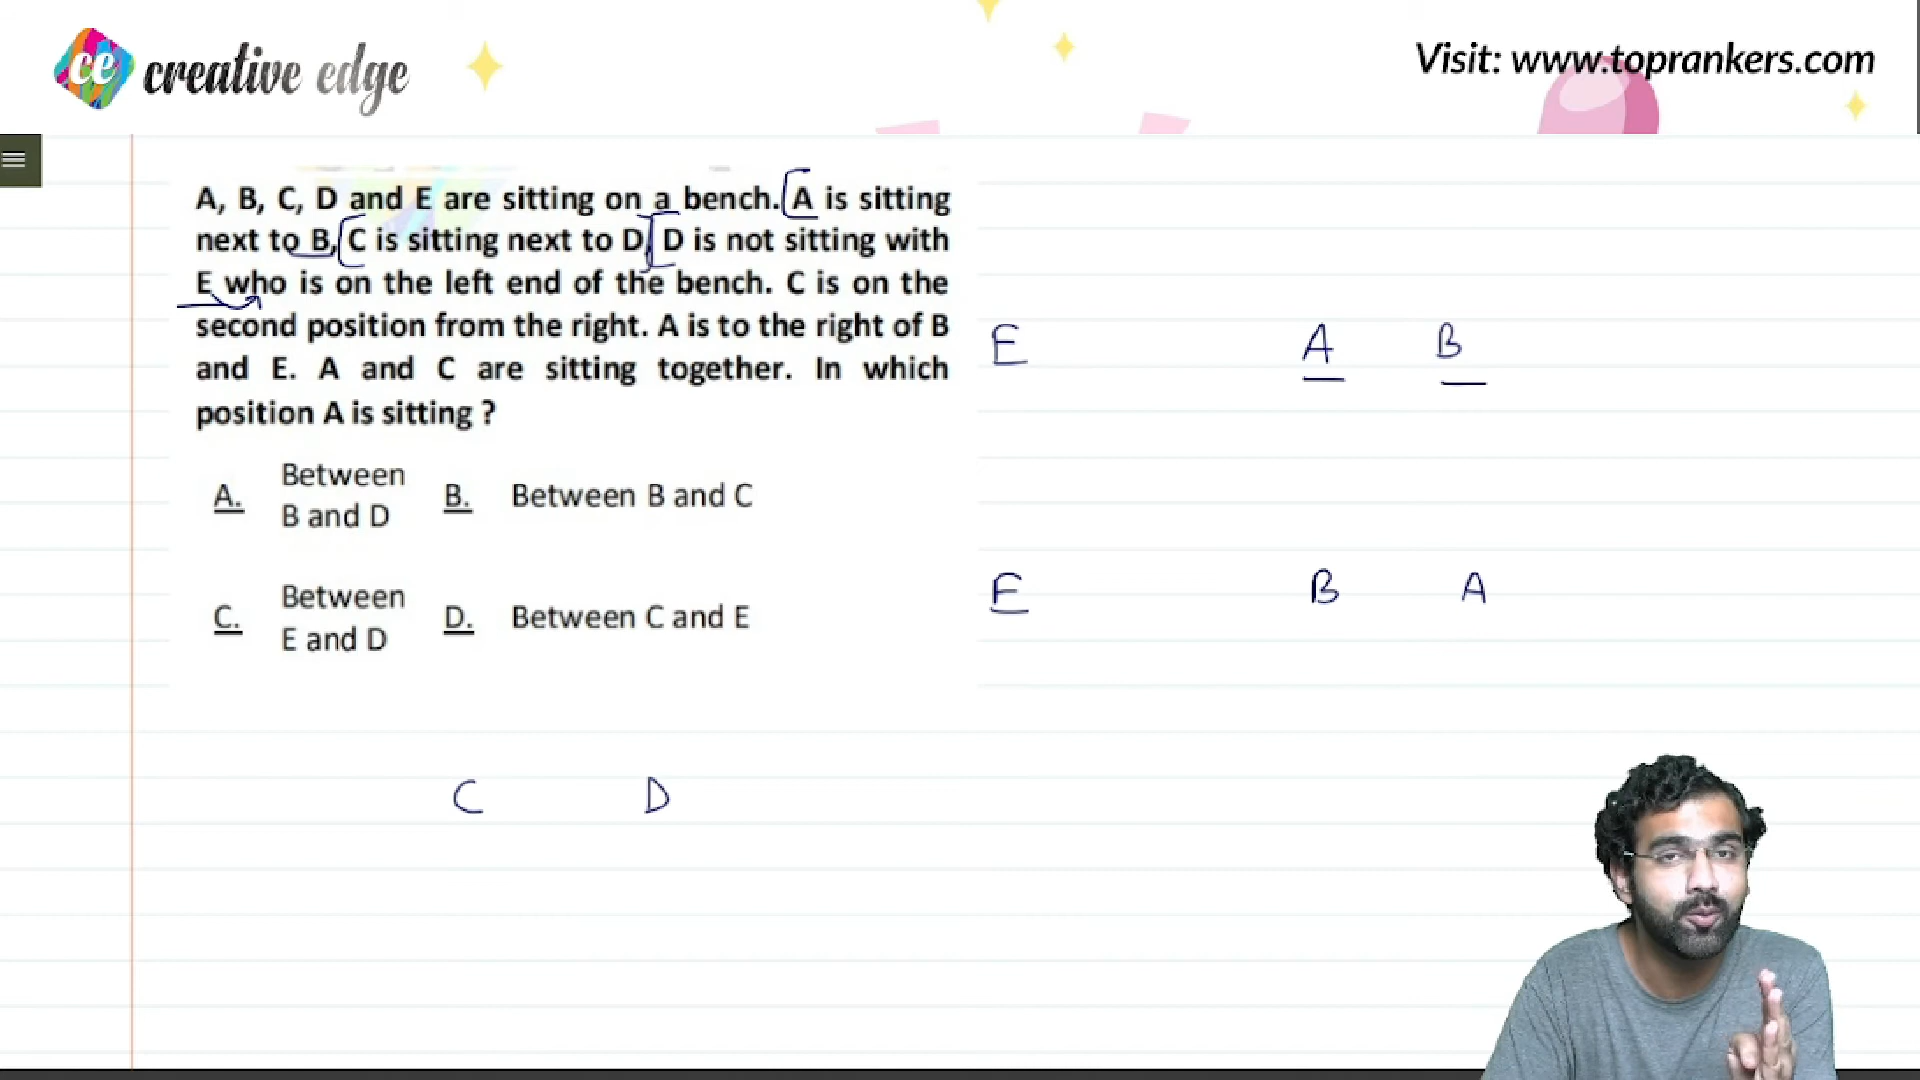 ce creative edge
Visit: www.toprankers.com
A, B, C, D and E are sitting on a bench. A is sitting
next to B, C is sitting next to D, D is not sitting with
E who is on the left end of the bench. C is on the
second position from the right. A is to the right of B
and E. A and C are sitting together. In which
position A is sitting ?
A. Between B and D
B. Between B and C
C. Between E and D
D. Between C and E
E A B
E B A
C D